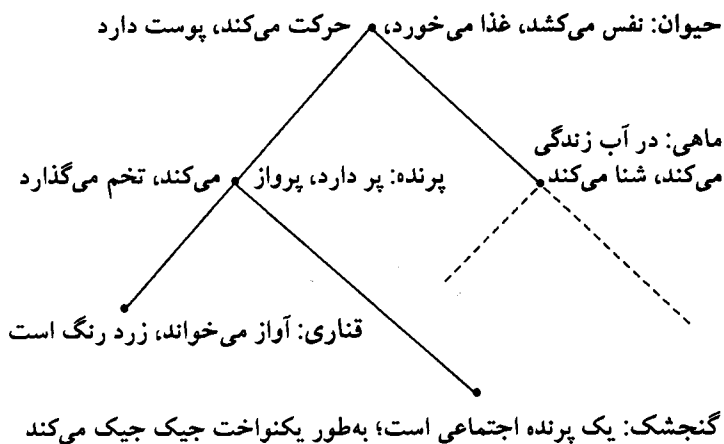 حیوان: نفس می‌کشد، غذا می‌خورد، حرکت می‌کند، پوست دارد
ماهی: در آب زندگی
می‌کند، شنا می‌کند
پرنده: پر دارد، پرواز می‌کند، تخم می‌گذارد
قناری: آواز می‌خواند، زرد رنگ است
گنجشک: یک پرنده اجتماعی است؛ به‌طور یکنواخت جیک جیک می‌کند